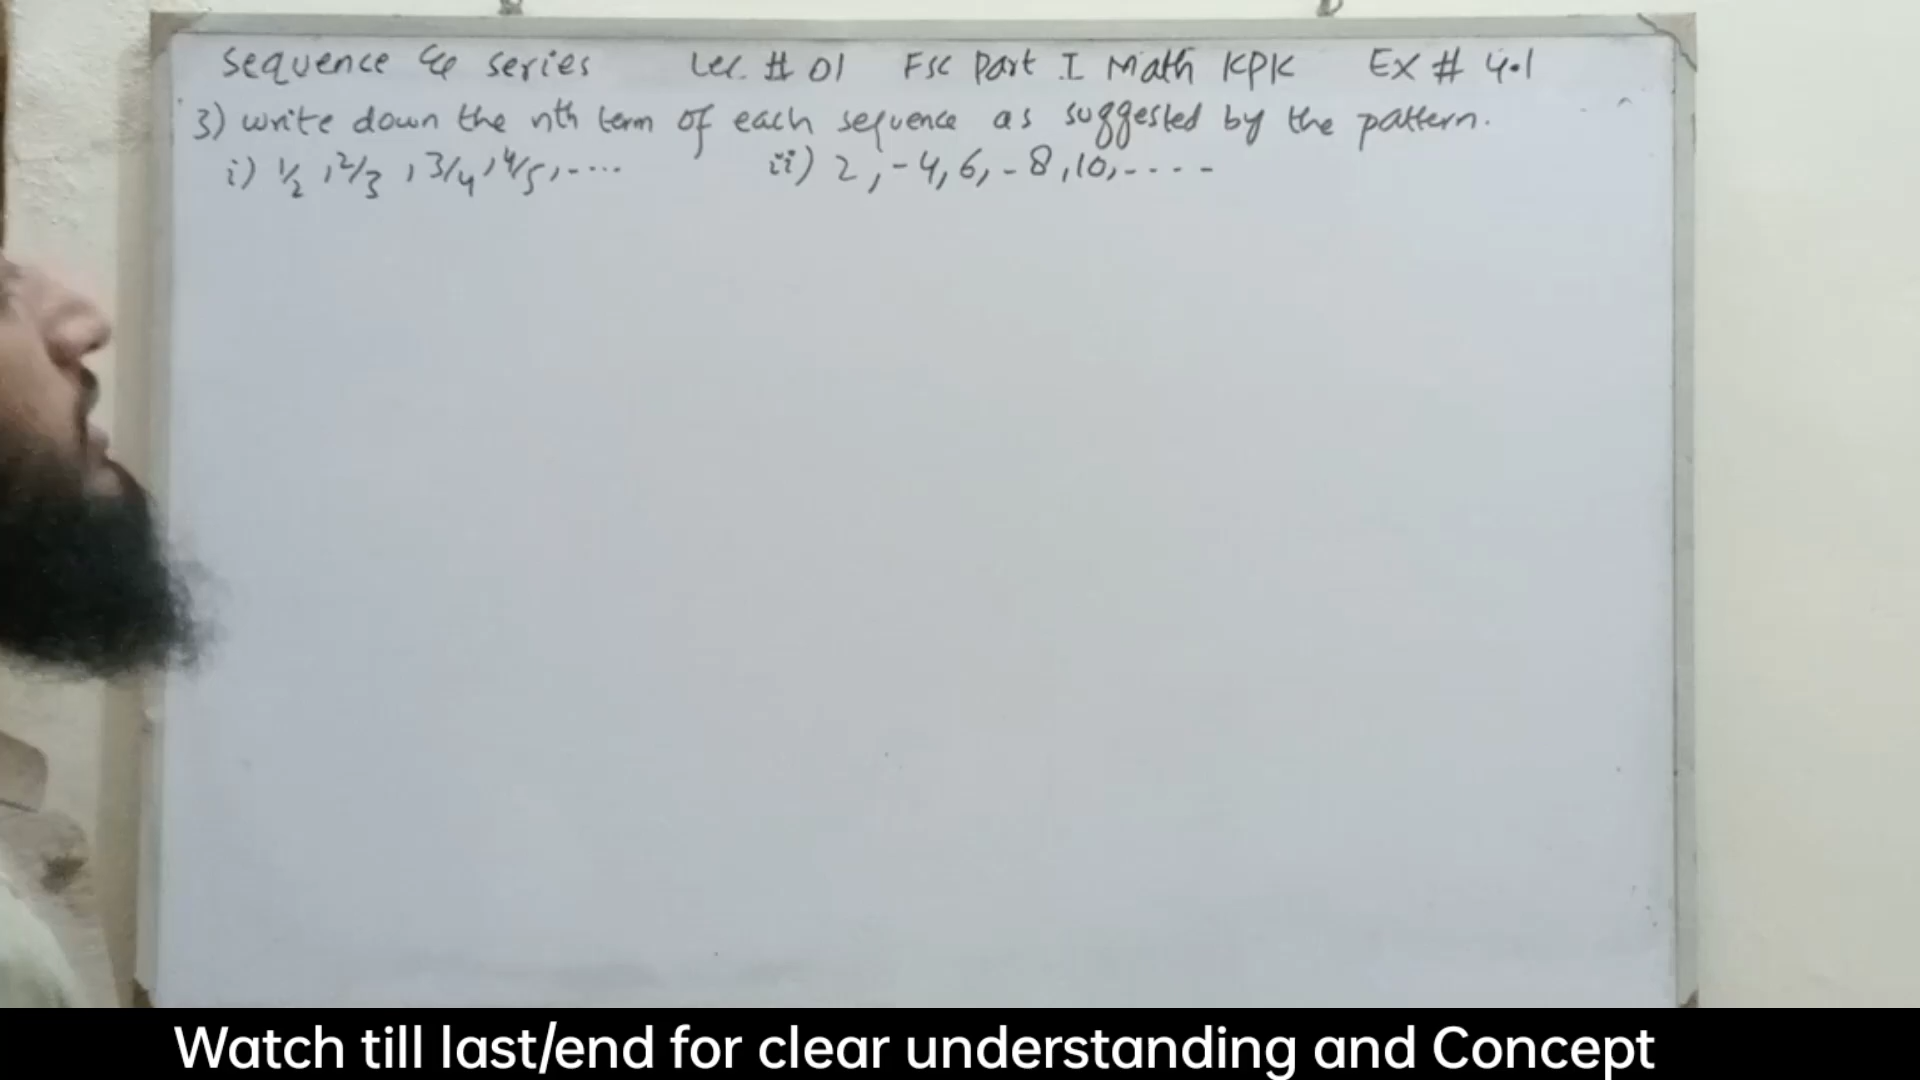 Sequence & series Lec. # 01 Fsc Part I Math KPK Ex # 4.1
3) write down the nth term of each sequence as suggested by the pattern.
i) 1/2, 2/3, 3/4, 4/5, ..... ii) 2, -4, 6, -8, 10, - - - -
Watch till last/end for clear understanding and Concept